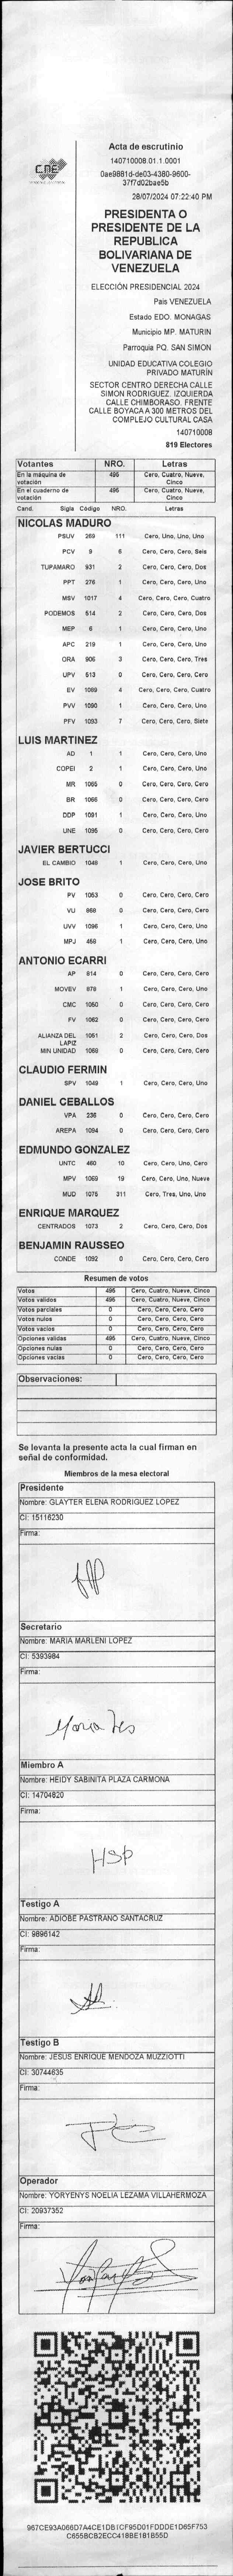 CNE
Acta de escrutinio
140710008.01.1.0001
0ae9881d-de03-4380-9600-
37f7d02bae5b
28/07/2024 07:22:40 PM
PRESIDENTA O
PRESIDENTE DE LA
REPUBLICA
BOLIVARIANA DE
VENEZUELA
ELECCIÓN PRESIDENCIAL 2024
Pais VENEZUELA
Estado EDO. MONAGAS
Municipio MP. MATURIN
Parroquia PQ. SAN SIMON
UNIDAD EDUCATIVA COLEGIO
PRIVADO MATURÍN
SECTOR CENTRO DERECHA CALLE
SIMON RODRIGUEZ. IZQUIERDA
CALLE CHIMBORASO. FRENTE
CALLE BOYACA A 300 METROS DEL
COMPLEJO CULTURAL CASA
140710008
819 Electores
Votantes NRO. Letras
En la máquina de votación 495 Cero, Cuatro, Nueve, Cinco
En el cuaderno de votación 495 Cero, Cuatro, Nueve, Cinco
Cand. Sigla Código NRO. Letras
NICOLAS MADURO
PSUV 269 111 Cero, Uno, Uno, Uno
PCV 9 6 Cero, Cero, Cero, Seis
TUPAMARO 931 2 Cero, Cero, Cero, Dos
PPT 276 1 Cero, Cero, Cero, Uno
MSV 1017 4 Cero, Cero, Cero, Cuatro
PODEMOS 514 2 Cero, Cero, Cero, Dos
MEP 6 1 Cero, Cero, Cero, Uno
APC 219 1 Cero, Cero, Cero, Uno
ORA 906 3 Cero, Cero, Cero, Tres
UPV 513 0 Cero, Cero, Cero, Cero
EV 1089 4 Cero, Cero, Cero, Cuatro
PVV 1090 1 Cero, Cero, Cero, Uno
PFV 1093 7 Cero, Cero, Cero, Siete
LUIS MARTINEZ
AD 1 1 Cero, Cero, Cero, Uno
COPEI 2 1 Cero, Cero, Cero, Uno
MR 1065 0 Cero, Cero, Cero, Cero
BR 1066 0 Cero, Cero, Cero, Cero
DDP 1091 1 Cero, Cero, Cero, Uno
UNE 1095 0 Cero, Cero, Cero, Cero
JAVIER BERTUCCI
EL CAMBIO 1048 1 Cero, Cero, Cero, Uno
JOSE BRITO
PV 1053 0 Cero, Cero, Cero, Cero
VU 868 0 Cero, Cero, Cero, Cero
UVV 1096 1 Cero, Cero, Cero, Uno
MPJ 459 1 Cero, Cero, Cero, Uno
ANTONIO ECARRI
AP 814 0 Cero, Cero, Cero, Cero
MOVEV 878 1 Cero, Cero, Cero, Uno
CMC 1050 0 Cero, Cero, Cero, Cero
FV 1062 0 Cero, Cero, Cero, Cero
ALIANZA DEL LAPIZ 1051 2 Cero, Cero, Cero, Dos
MIN UNIDAD 1068 0 Cero, Cero, Cero, Cero
CLAUDIO FERMIN
SPV 1049 1 Cero, Cero, Cero, Uno
DANIEL CEBALLOS
VPA 236 0 Cero, Cero, Cero, Cero
AREPA 1094 0 Cero, Cero, Cero, Cero
EDMUNDO GONZALEZ
UNTC 460 10 Cero, Cero, Uno, Cero
MPV 1069 19 Cero, Cero, Uno, Nueve
MUD 1075 311 Cero, Tres, Uno, Uno
ENRIQUE MARQUEZ
CENTRADOS 1073 2 Cero, Cero, Cero, Dos
BENJAMIN RAUSSEO
CONDE 1092 0 Cero, Cero, Cero, Cero
Resumen de votos
Votos 495 Cero, Cuatro, Nueve, Cinco
Votos validos 495 Cero, Cuatro, Nueve, Cinco
Votos parciales 0 Cero, Cero, Cero, Cero
Votos nulos 0 Cero, Cero, Cero, Cero
Votos vacios 0 Cero, Cero, Cero, Cero
Opciones validas 495 Cero, Cuatro, Nueve, Cinco
Opciones nulas 0 Cero, Cero, Cero, Cero
Opciones vacias 0 Cero, Cero, Cero, Cero
Observaciones:
Se levanta la presente acta la cual firman en
señal de conformidad.
Miembros de la mesa electoral
Presidente
Nombre: GLAYTER ELENA RODRIGUEZ LOPEZ
CI: 15116230
Firma:
Secretario
Nombre: MARIA MARLENI LOPEZ
CI: 5393984
Firma:
Miembro A
Nombre: HEIDY SABINITA PLAZA CARMONA
CI: 14704820
Firma:
HSP
Testigo A
Nombre: ADIOBE PASTRANO SANTACRUZ
CI: 9896142
Firma:
Testigo B
Nombre: JESUS ENRIQUE MENDOZA MUZZIOTTI
CI: 30744635
Firma:
Operador
Nombre: YORYENYS NOELIA LEZAMA VILLAHERMOZA
CI: 20937352
Firma:
967CE93A066D7A4CE1DB1CF95D01FDDDE1D65F753
C655BCB2ECC418BE181B55D